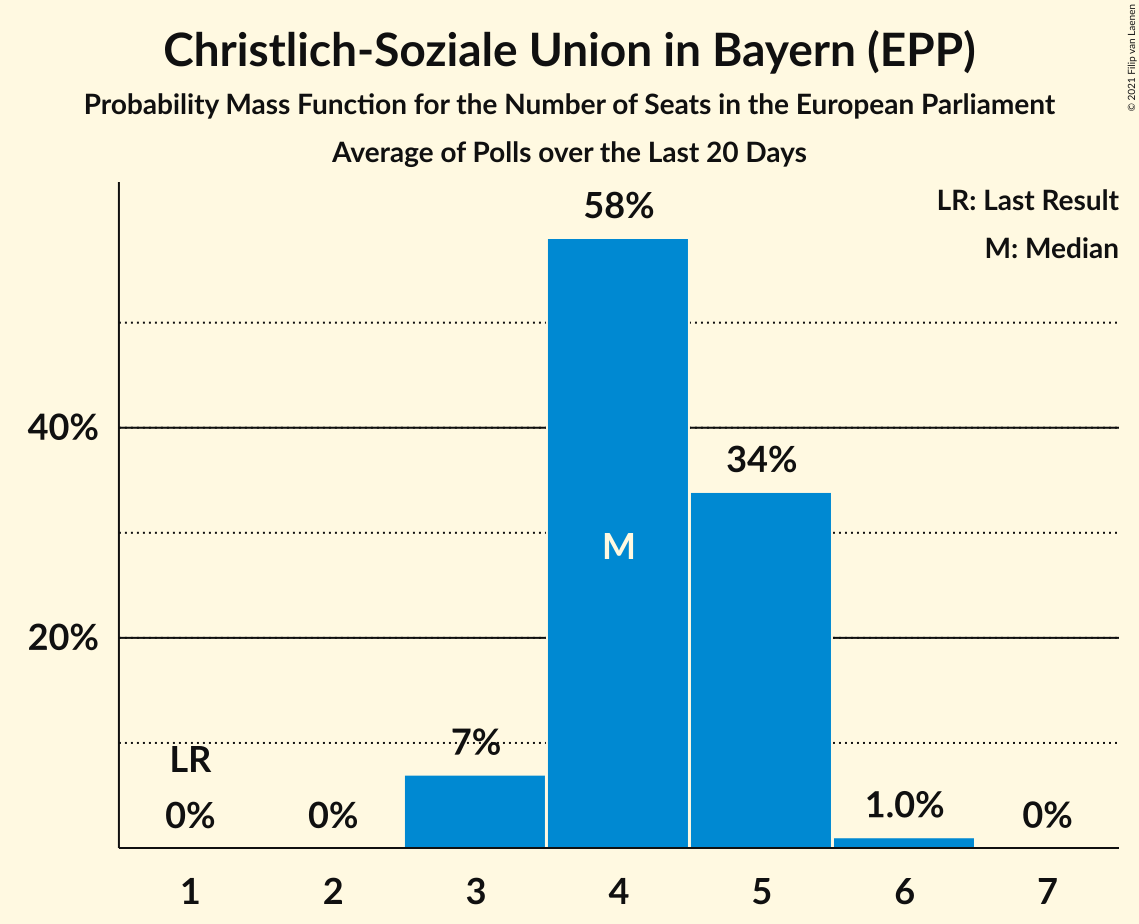 Christlich-Soziale Union in Bayern (EPP)
Probability Mass Function for the Number of Seats in the European Parliament
Average of Polls over the Last 20 Days
© 2021 Filip van Laenen
LR: Last Result
M: Median
58%
40%
34%
M
20%
7%
LR
0%
0%
1.0%
0%
1 2 3 4 5 6 7